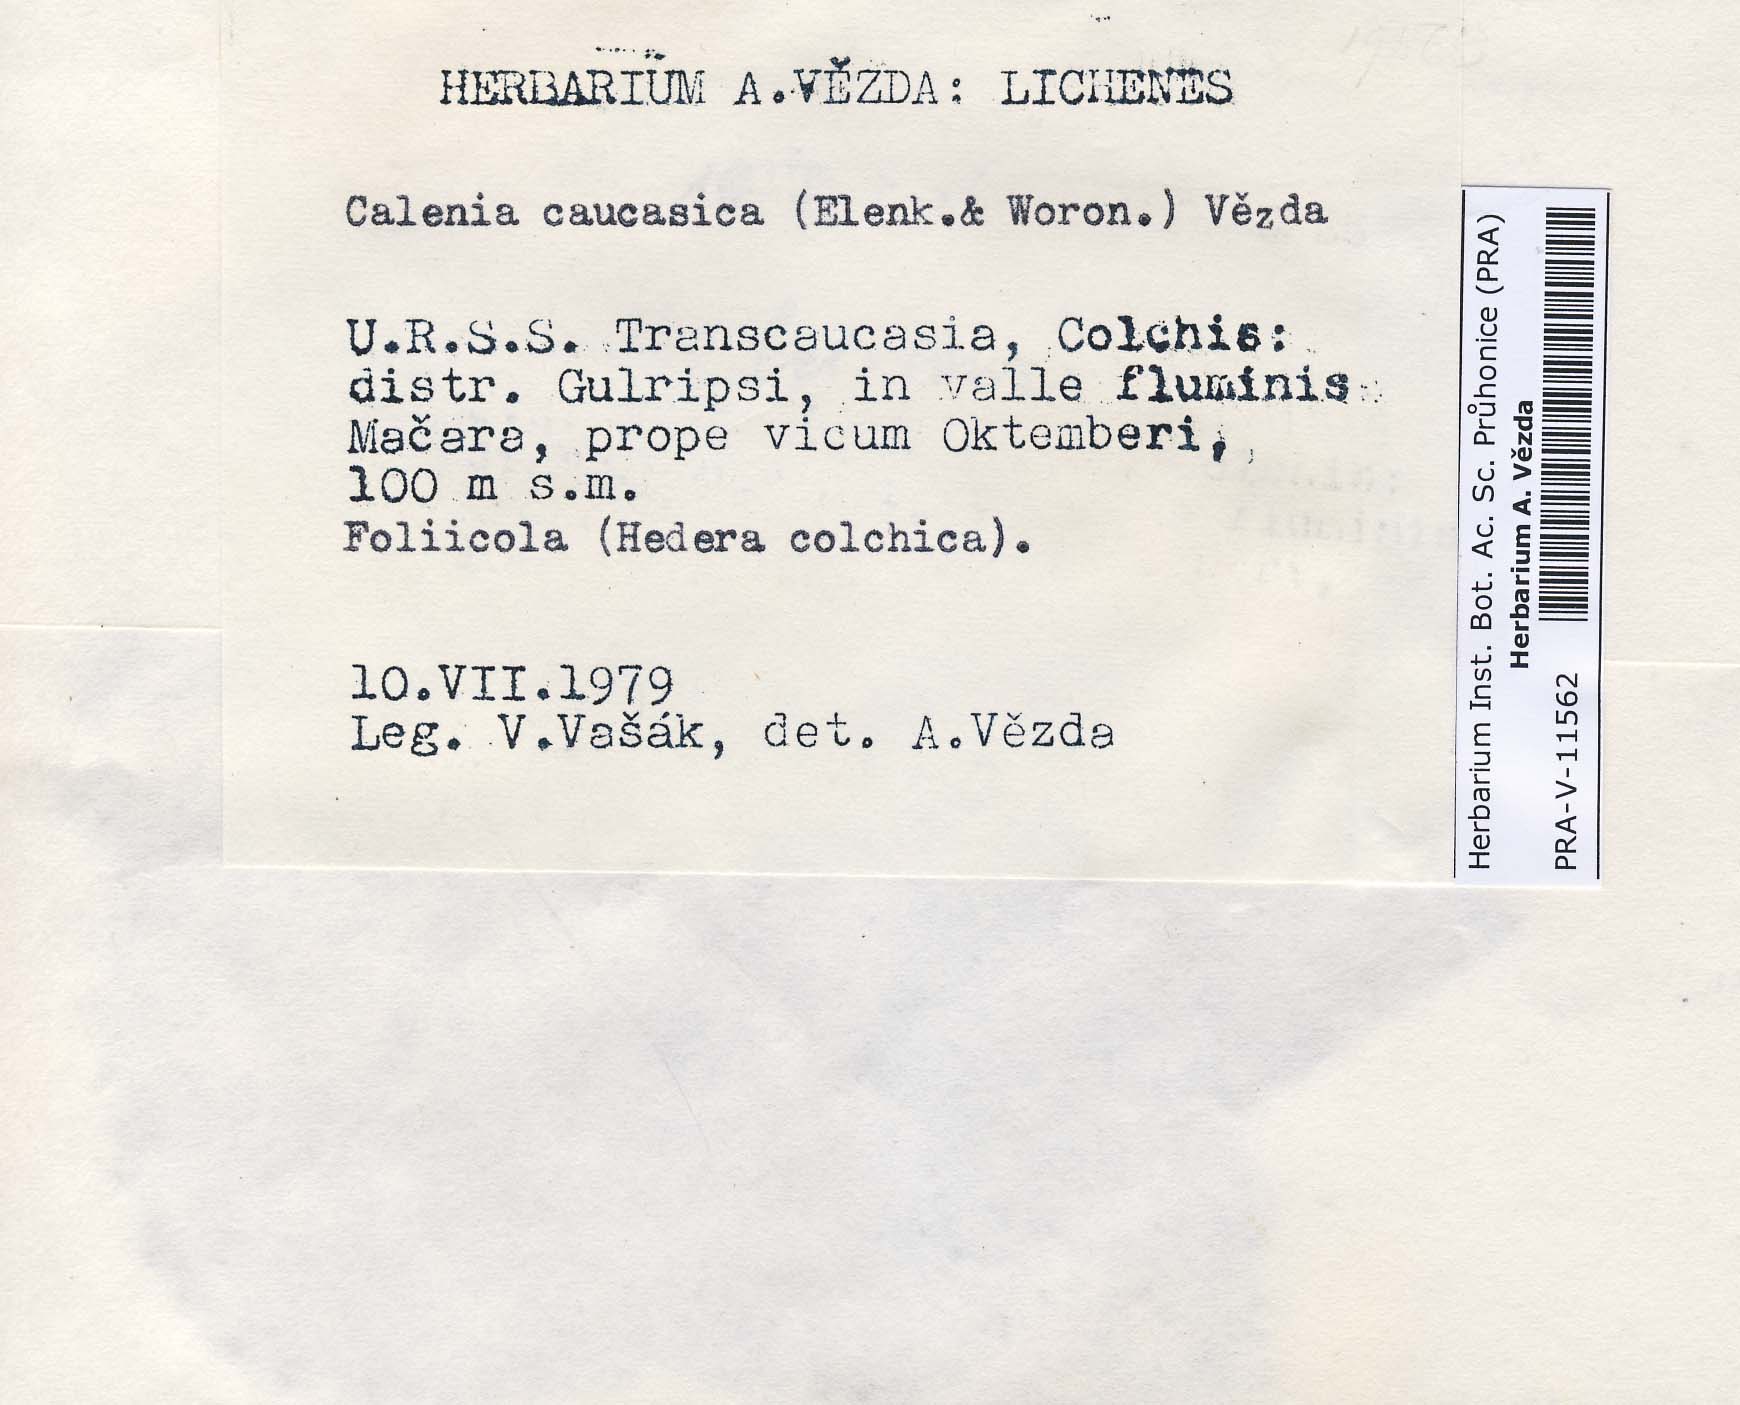 HERBARIUM A.VĚZDA: LICHENES
Calenia caucasica (Elenk.& Woron.) Vězda
U.R.S.S. Transcaucasia, Colchis:
distr. Gulripsi, in valle fluminis
Mačara, prope vicum Oktemberi,
100 m s.m.
Foliicola (Hedera colchica).
10.VII.1979
Leg. V.Vašák, det. A.Vězda
Herbarium Inst. Bot. Ac. Sc. Průhonice (PRA)
Herbarium A. Vězda
PRA-V-11562